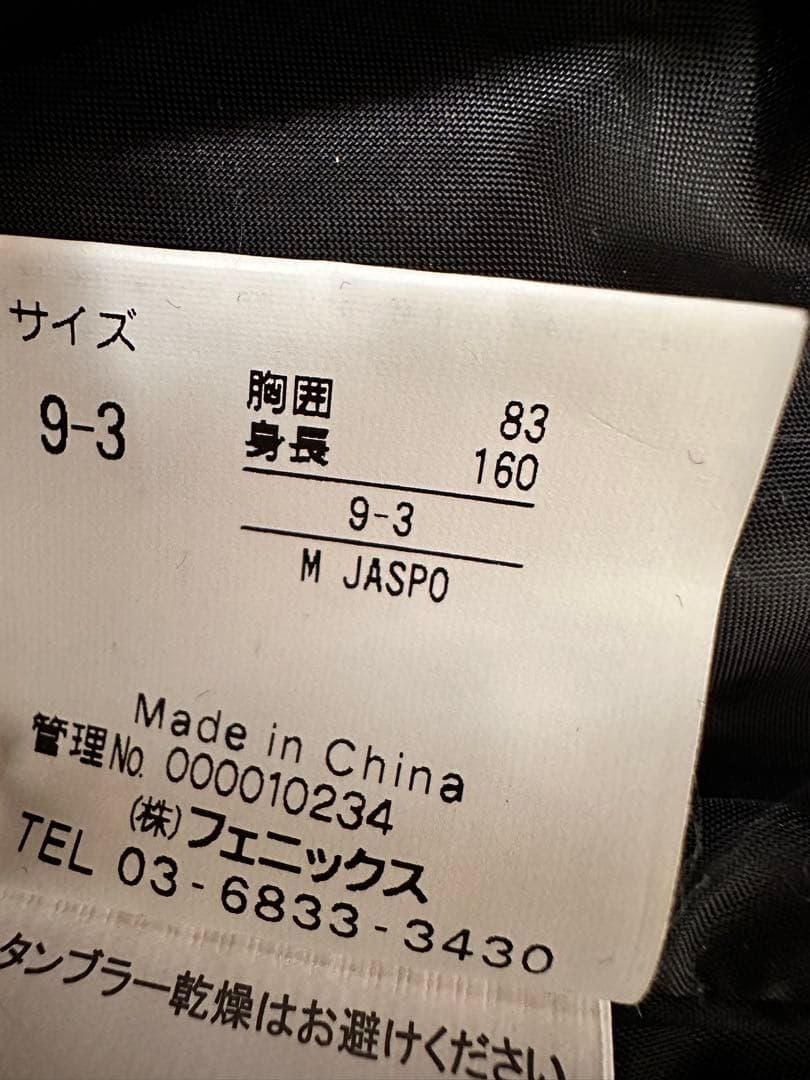 サイズ
9-3
胸囲 83
身長 160
9-3
M JASPO
Made in China
管理No. 000010234
(株)フェニックス
TEL 03-6833-3430
タンブラー乾燥はお避けください